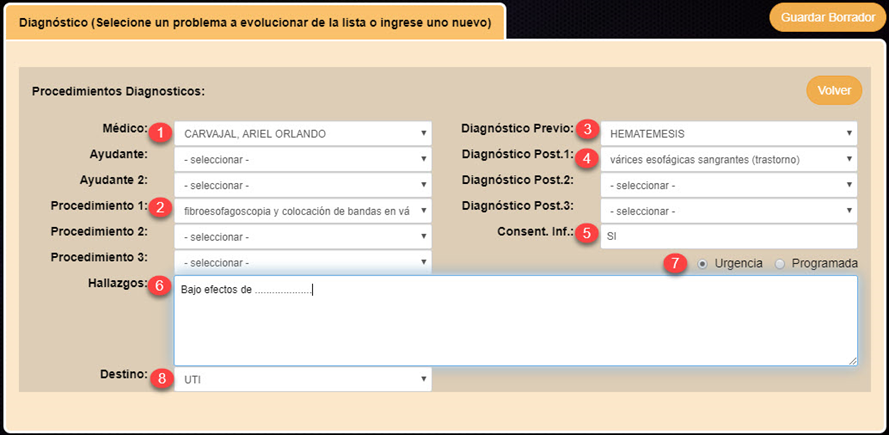 Diagnóstico (Selecione un problema a evolucionar de la lista o ingrese uno nuevo)
Guardar Borrador
Procedimientos Diagnosticos:
Volver
Médico: 1 CARVAJAL, ARIEL ORLANDO
Ayudante: - seleccionar -
Ayudante 2: - seleccionar -
Procedimiento 1: 2 fibroesofagoscopia y colocación de bandas en vá
Procedimiento 2: - seleccionar -
Procedimiento 3: - seleccionar -
Diagnóstico Previo: 3 HEMATEMESIS
Diagnóstico Post.1: 4 várices esofágicas sangrantes (trastorno)
Diagnóstico Post.2: - seleccionar -
Diagnóstico Post.3: - seleccionar -
Consent. Inf.: 5 SI
7 Urgencia Programada
Hallazgos: 6 Bajo efectos de ....................
Destino: 8 UTI